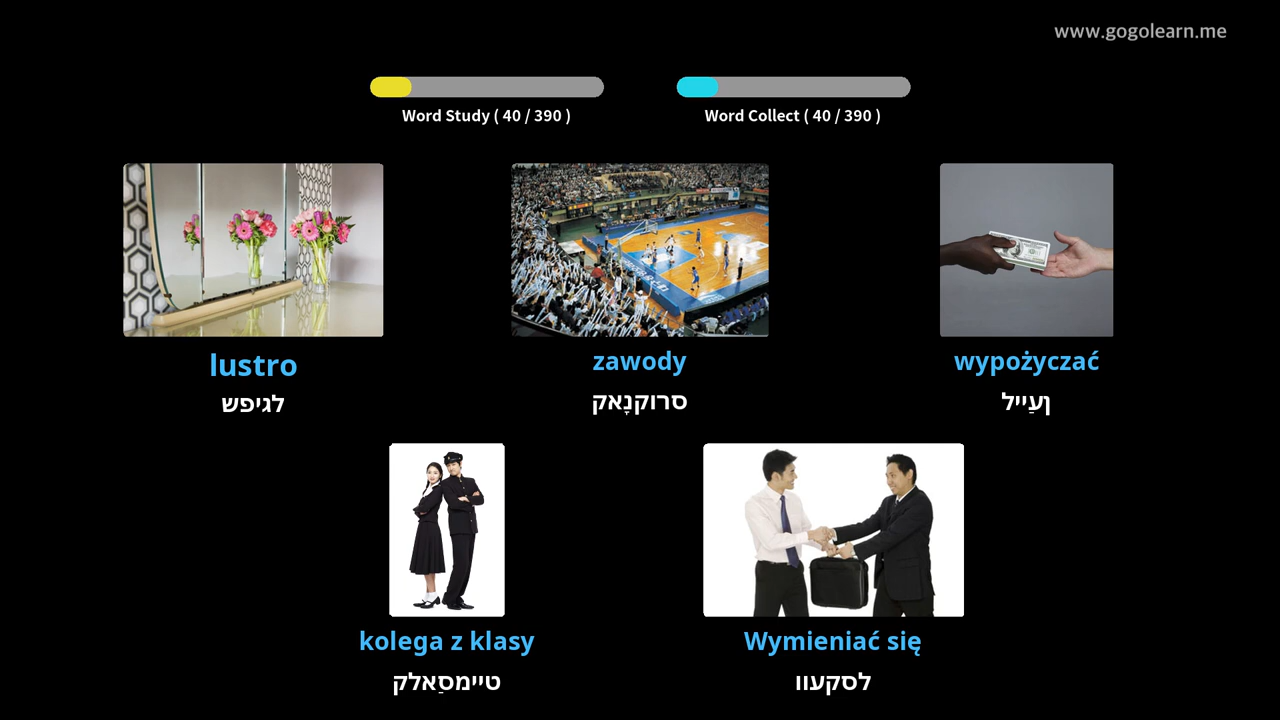 www.gogolearn.me
Word Study ( 40 / 390 )
Word Collect ( 40 / 390 )
lustro
לגיפש
zawody
סרוקנָאק
wypożyczać
ןעַייל
kolega z klasy
טיימסַאלק
Wymieniać się
לסקעוו